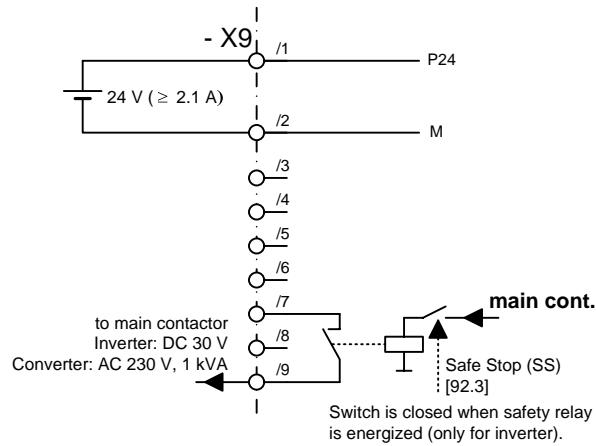 - X9
/1
P24
24 V ( ≥ 2.1 A)
/2
M
/3
/4
/5
/6
/7
main cont.
to main contactor
Inverter: DC 30 V
/8
Converter: AC 230 V, 1 kVA
/9
Safe Stop (SS)
[92.3]
Switch is closed when safety relay
is energized (only for inverter).